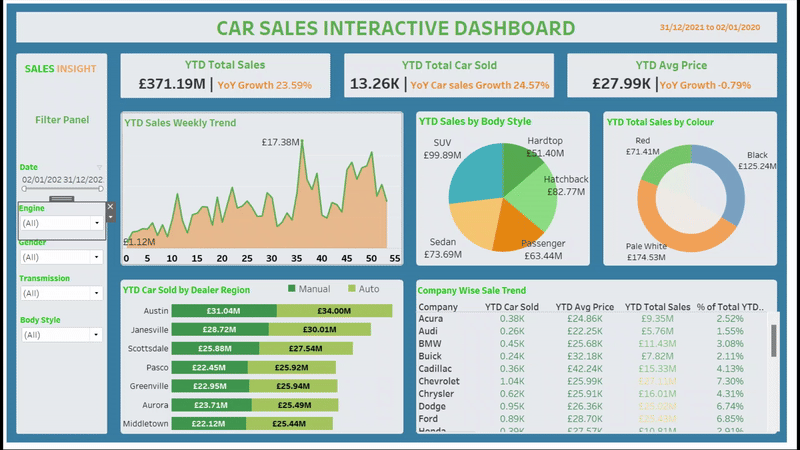 CAR SALES INTERACTIVE DASHBOARD
31/12/2021 to 02/01/2020
SALES INSIGHT
Filter Panel
Date
02/01/202 31/12/202
Engine
(All)
Gender
(All)
Transmission
(All)
Body Style
(All)
YTD Total Sales
£371.19M | YoY Growth 23.59%
YTD Total Car Sold
13.26K | YoY Car sales Growth 24.57%
YTD Avg Price
£27.99K | YoY Growth -0.79%
YTD Sales Weekly Trend
£17.38M
£1.12M
0 5 10 15 20 25 30 35 40 45 50 55
YTD Sales by Body Style
SUV
£99.89M
Hardtop
£51.40M
Hatchback
£82.77M
Sedan
£73.69M
Passenger
£63.44M
YTD Total Sales by Colour
Red
£71.41M
Black
£125.24M
Pale White
£174.53M
YTD Car Sold by Dealer Region
Manual Auto
Austin £31.04M £34.00M
Janesville £28.72M £30.01M
Scottsdale £25.88M £27.54M
Pasco £22.45M £25.92M
Greenville £22.95M £25.94M
Aurora £23.71M £25.49M
Middletown £22.12M £25.44M
Company Wise Sale Trend
Company YTD Car Sold YTD Avg Price YTD Total Sales % of Total YTD..
Acura 0.38K £24.86K £9.35M 2.52%
Audi 0.26K £22.25K £5.76M 1.55%
BMW 0.45K £25.68K £11.43M 3.08%
Buick 0.24K £32.18K £7.82M 2.11%
Cadillac 0.36K £42.24K £15.33M 4.13%
Chevrolet 1.04K £25.99K 7.30%
Chrysler 0.62K £25.91K £16.01M 4.31%
Dodge 0.95K £26.36K 6.74%
Ford 0.89K £28.70K 6.85%
Honda 0.39K £27.57K £10.81M 2.91%